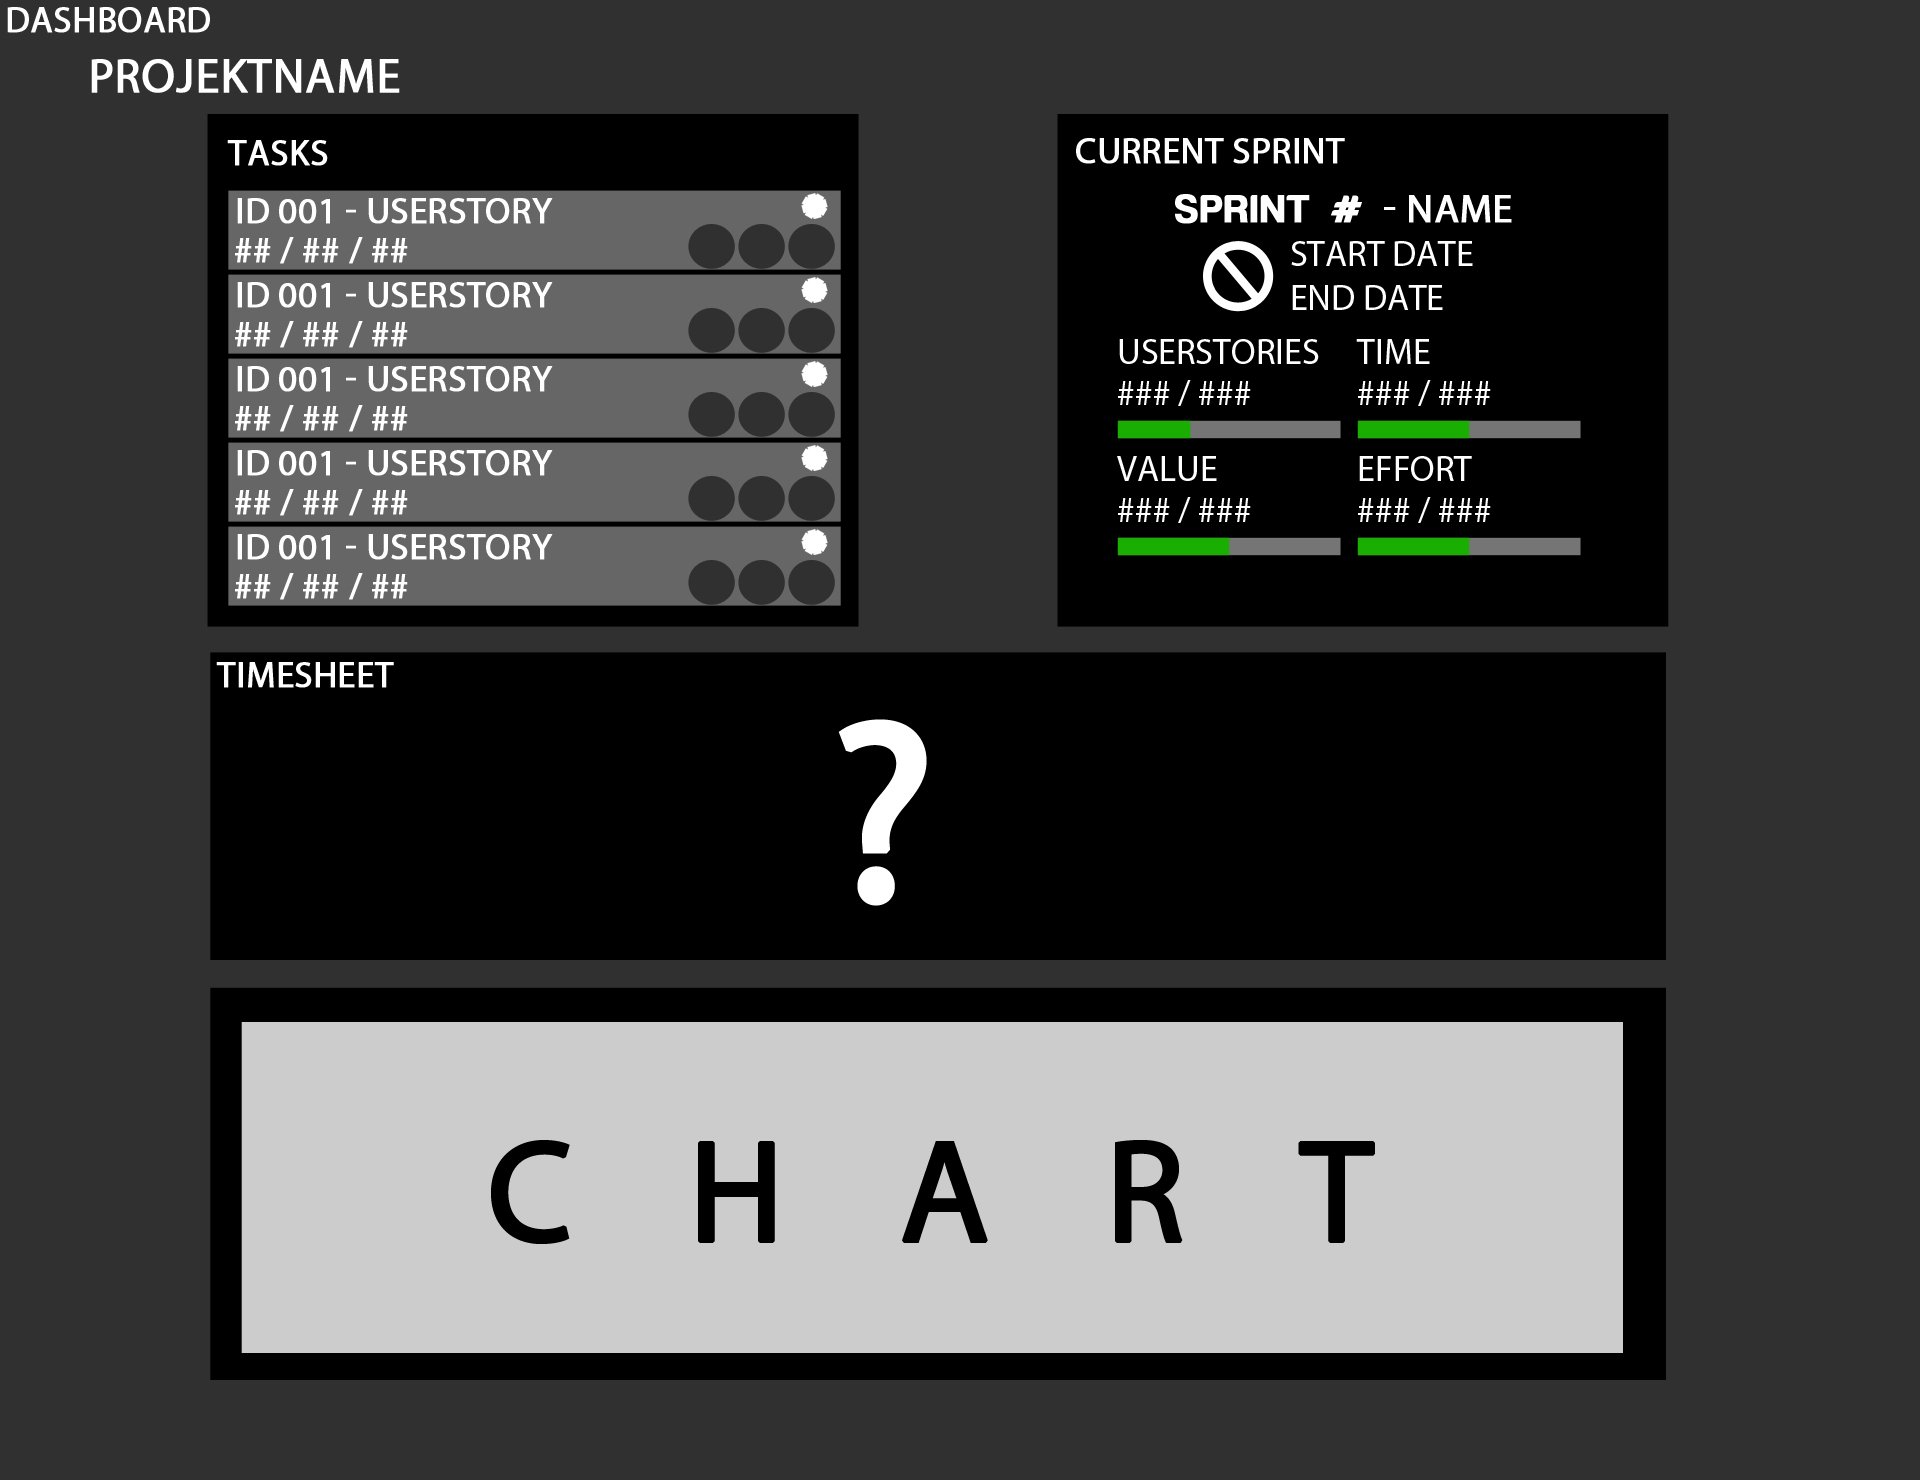 DASHBOARD
PROJEKTNAME
TASKS
ID 001 - USERSTORY
## / ## / ##
ID 001 - USERSTORY
## / ## / ##
ID 001 - USERSTORY
## / ## / ##
ID 001 - USERSTORY
## / ## / ##
ID 001 - USERSTORY
## / ## / ##
CURRENT SPRINT
SPRINT # - NAME
START DATE
END DATE
USERSTORIES TIME
### / ### ### / ###
VALUE EFFORT
### / ### ### / ###
TIMESHEET
?
C H A R T